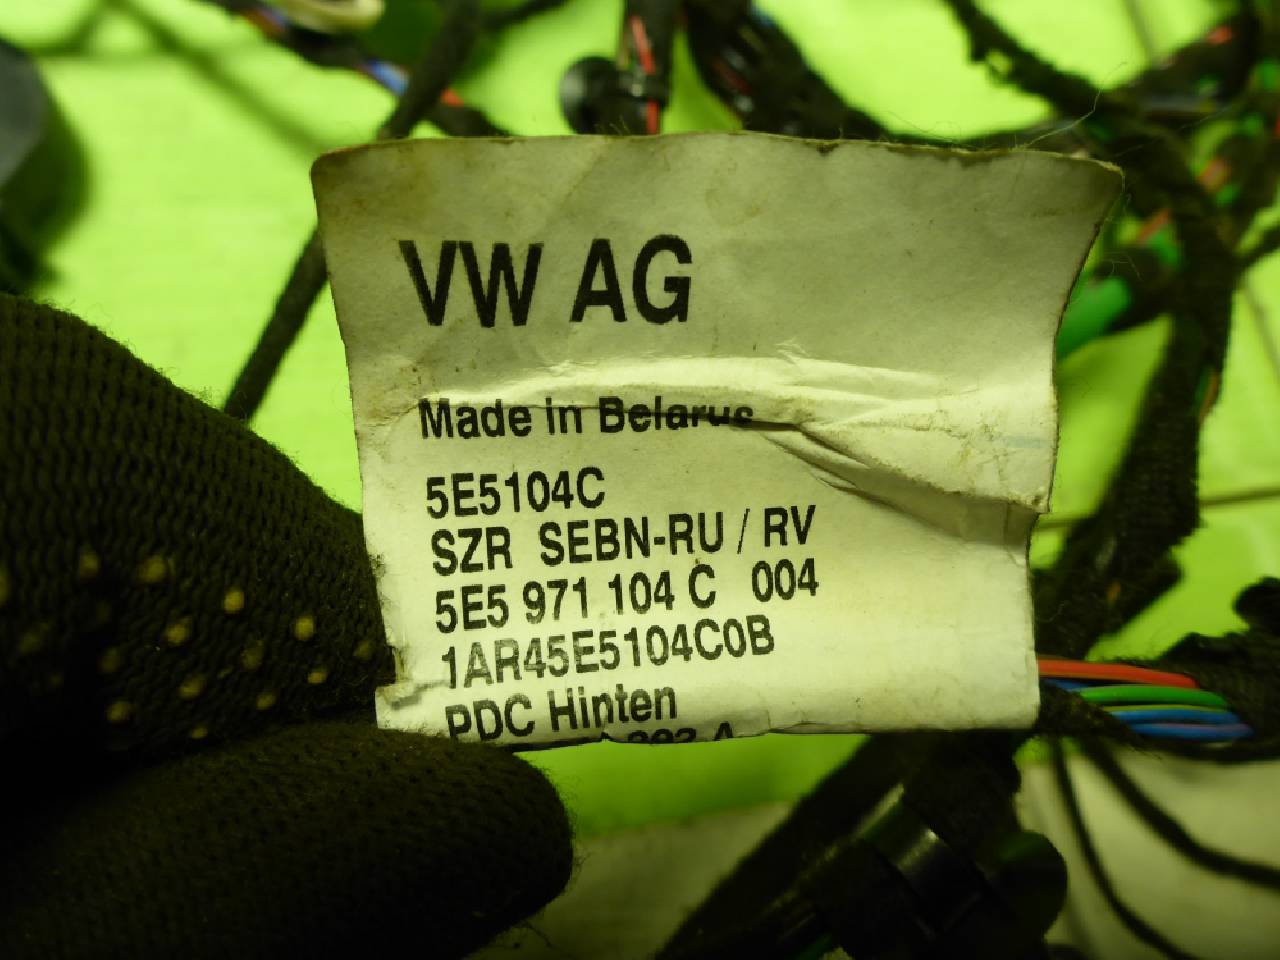 VW AG
Made in Belarus
5E5104C
SZR SEBN-RU / RV
5E5 971 104 C 004
1AR45E5104C0B
PDC Hinten